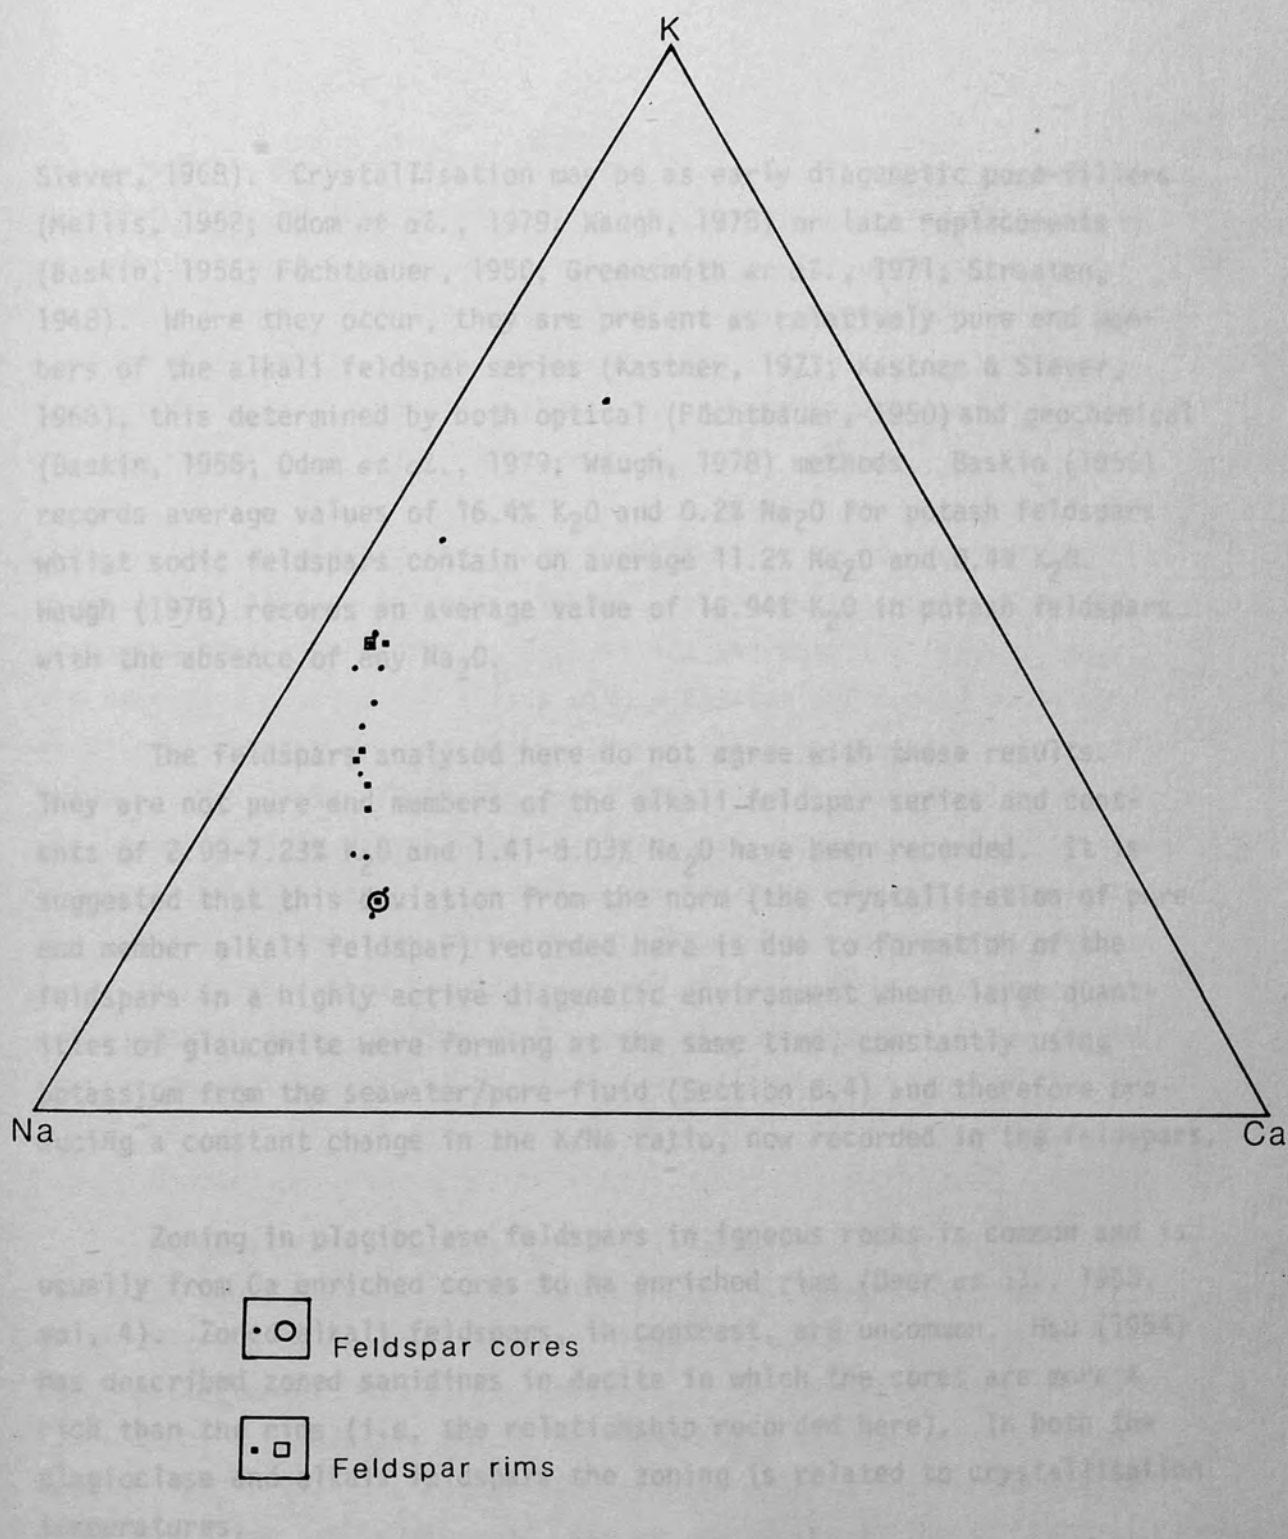 K
Siever, 1968). Crystallisation may be as early diagenetic pore-fillers
(Mellis, 1952; Odom et al., 1979; Waugh, 1978) or late replacements
(Baskin, 1956; Füchtbauer, 1950; Greensmith et al., 1971; Straaten,
1948). Where they occur, they are present as relatively pure end mem-
bers of the alkali feldspar series (Kastner, 1971; Kastner & Siever,
1968), this determined by both optical (Füchtbauer, 1950) and geochemical
(Baskin, 1956; Odom et al., 1979; Waugh, 1978) methods. Baskin (1956)
records average values of 16.4% K₂O and 0.2% Na₂O for potash feldspars
whilst sodic feldspars contain on average 11.2% Na₂O and K₂O.
Waugh (1978) records an average value of 16.94% K₂O in potash feldspars
with the absence of any Na₂O.
The feldspars analysed here do not agree with these results.
They are not pure end members of the alkali feldspar series and cont-
ents of 2.99-7.23% K₂O and 1.41-8.03% Na₂O have been recorded. It is
suggested that this deviation from the norm (the crystallisation of pure
end member alkali feldspar) recorded here is due to formation of the
feldspars in a highly active diagenetic environment where large quant-
ities of glauconite were forming at the same time, constantly using
potassium from the seawater/pore-fluid (Section 6.4) and therefore pro-
Na
Ca
ducing a constant change in the K/Na ratio, now recorded in the feldspars.
Zoning in plagioclase feldspars in igneous rocks is common and is
usually from Ca enriched cores to Na enriched rims (Deer et al.,
4). Zoned alkali feldspars, in contrast, are uncommon. (1954)
Feldspar cores
has described zoned sanidines in dacite in which the cores are more K
rich than the rims (i.e. the relationship recorded here). In both the
Feldspar rims
plagioclase and alkali feldspars the zoning is related to crystallisation
temperatures.